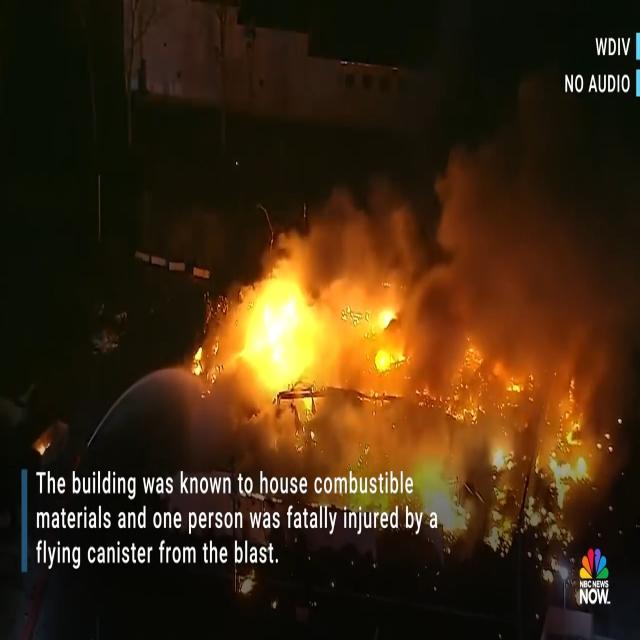 WDIV
NO AUDIO
The building was known to house combustible
materials and one person was fatally injured by a
flying canister from the blast.
NBC NEWS
NOW